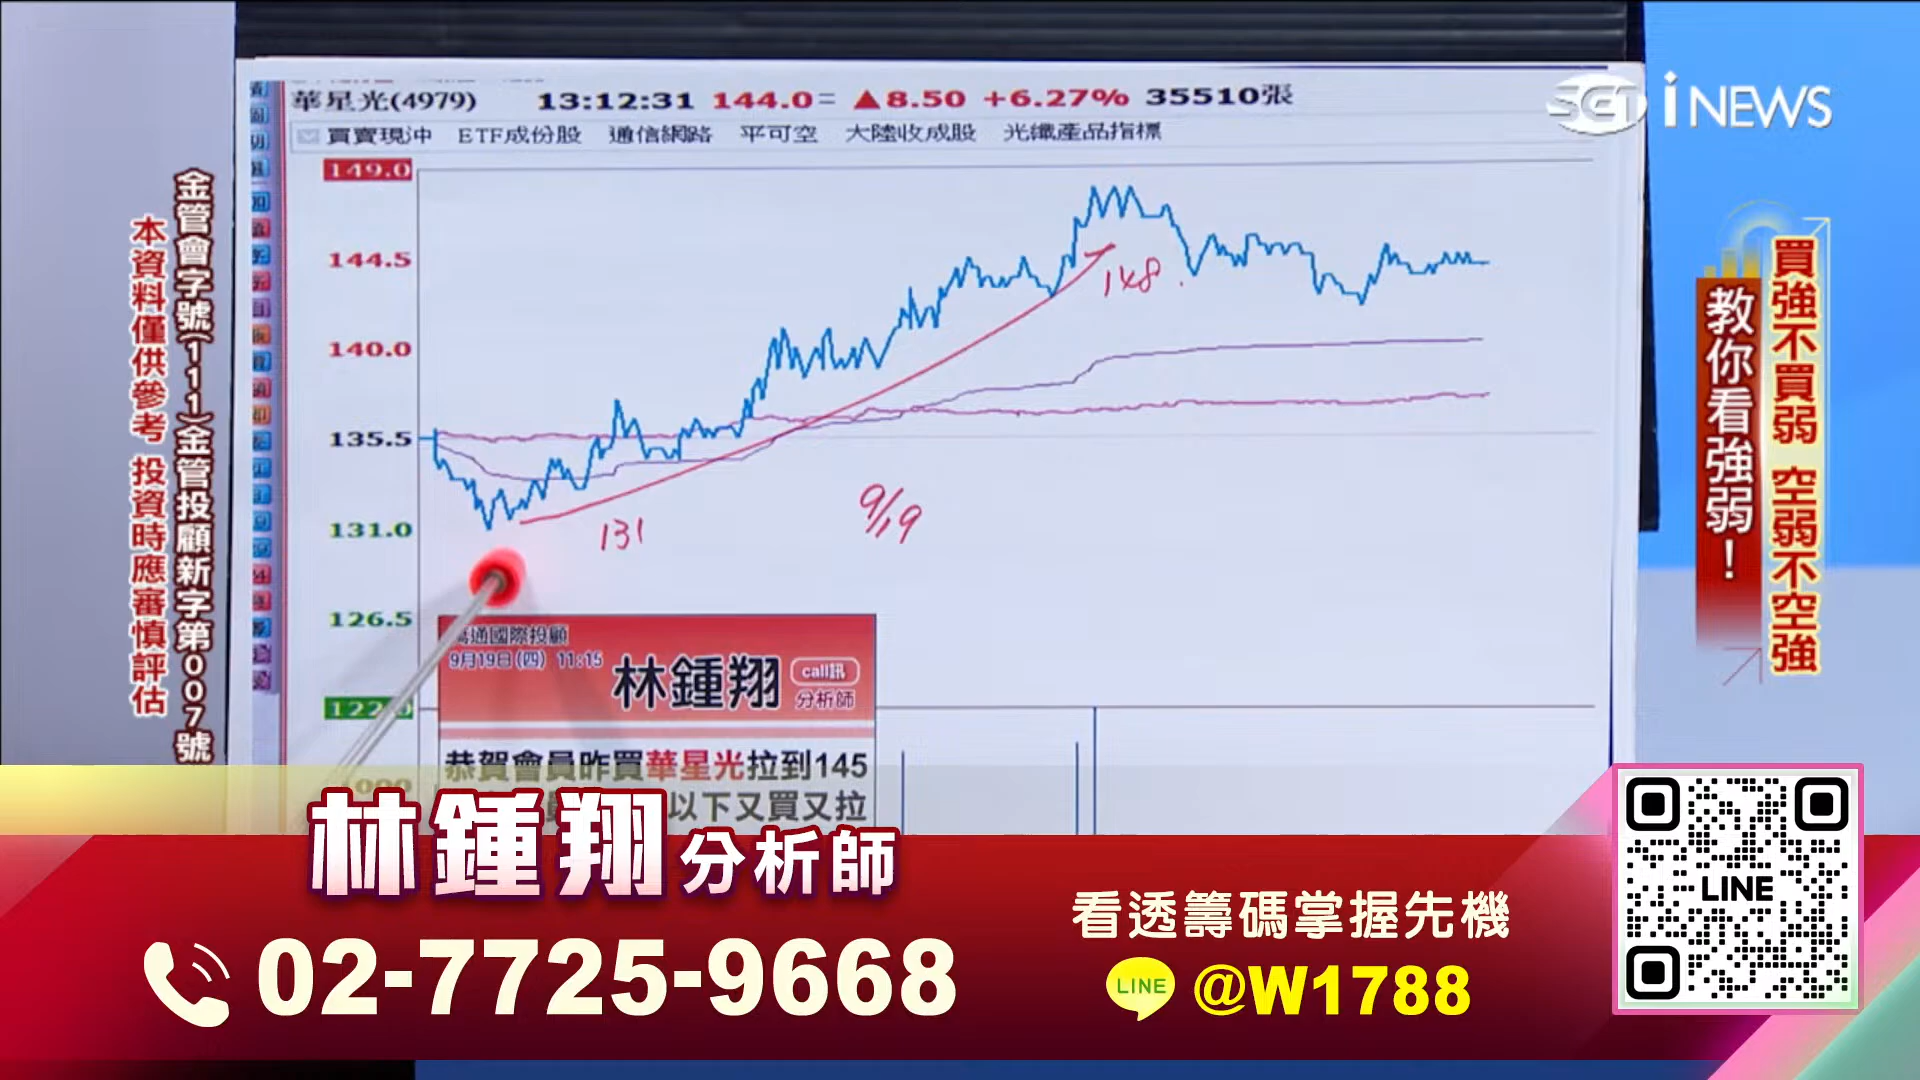 華星光(4979) 13:12:31 144.0= ▲8.50 +6.27% 35510張
買賣現沖 ETF成份股 通信網路 平可空 大陸收成股 光纖產品指標
149.0
144.5
140.0
135.5
131.0
126.5
148.
131
9/19
國際投顧
9月19日(四) 11:15
林鍾翔
call訊
分析師
恭賀會員昨買華星光拉到145
以下又買又拉
SET iNEWS
買強不買弱 空弱不空強
教你看強弱！
金管會字號(111)金管投顧新字第007號
本資料僅供參考 投資時應審慎評估
林鍾翔 分析師
02-7725-9668
看透籌碼掌握先機
LINE @W1788
LINE